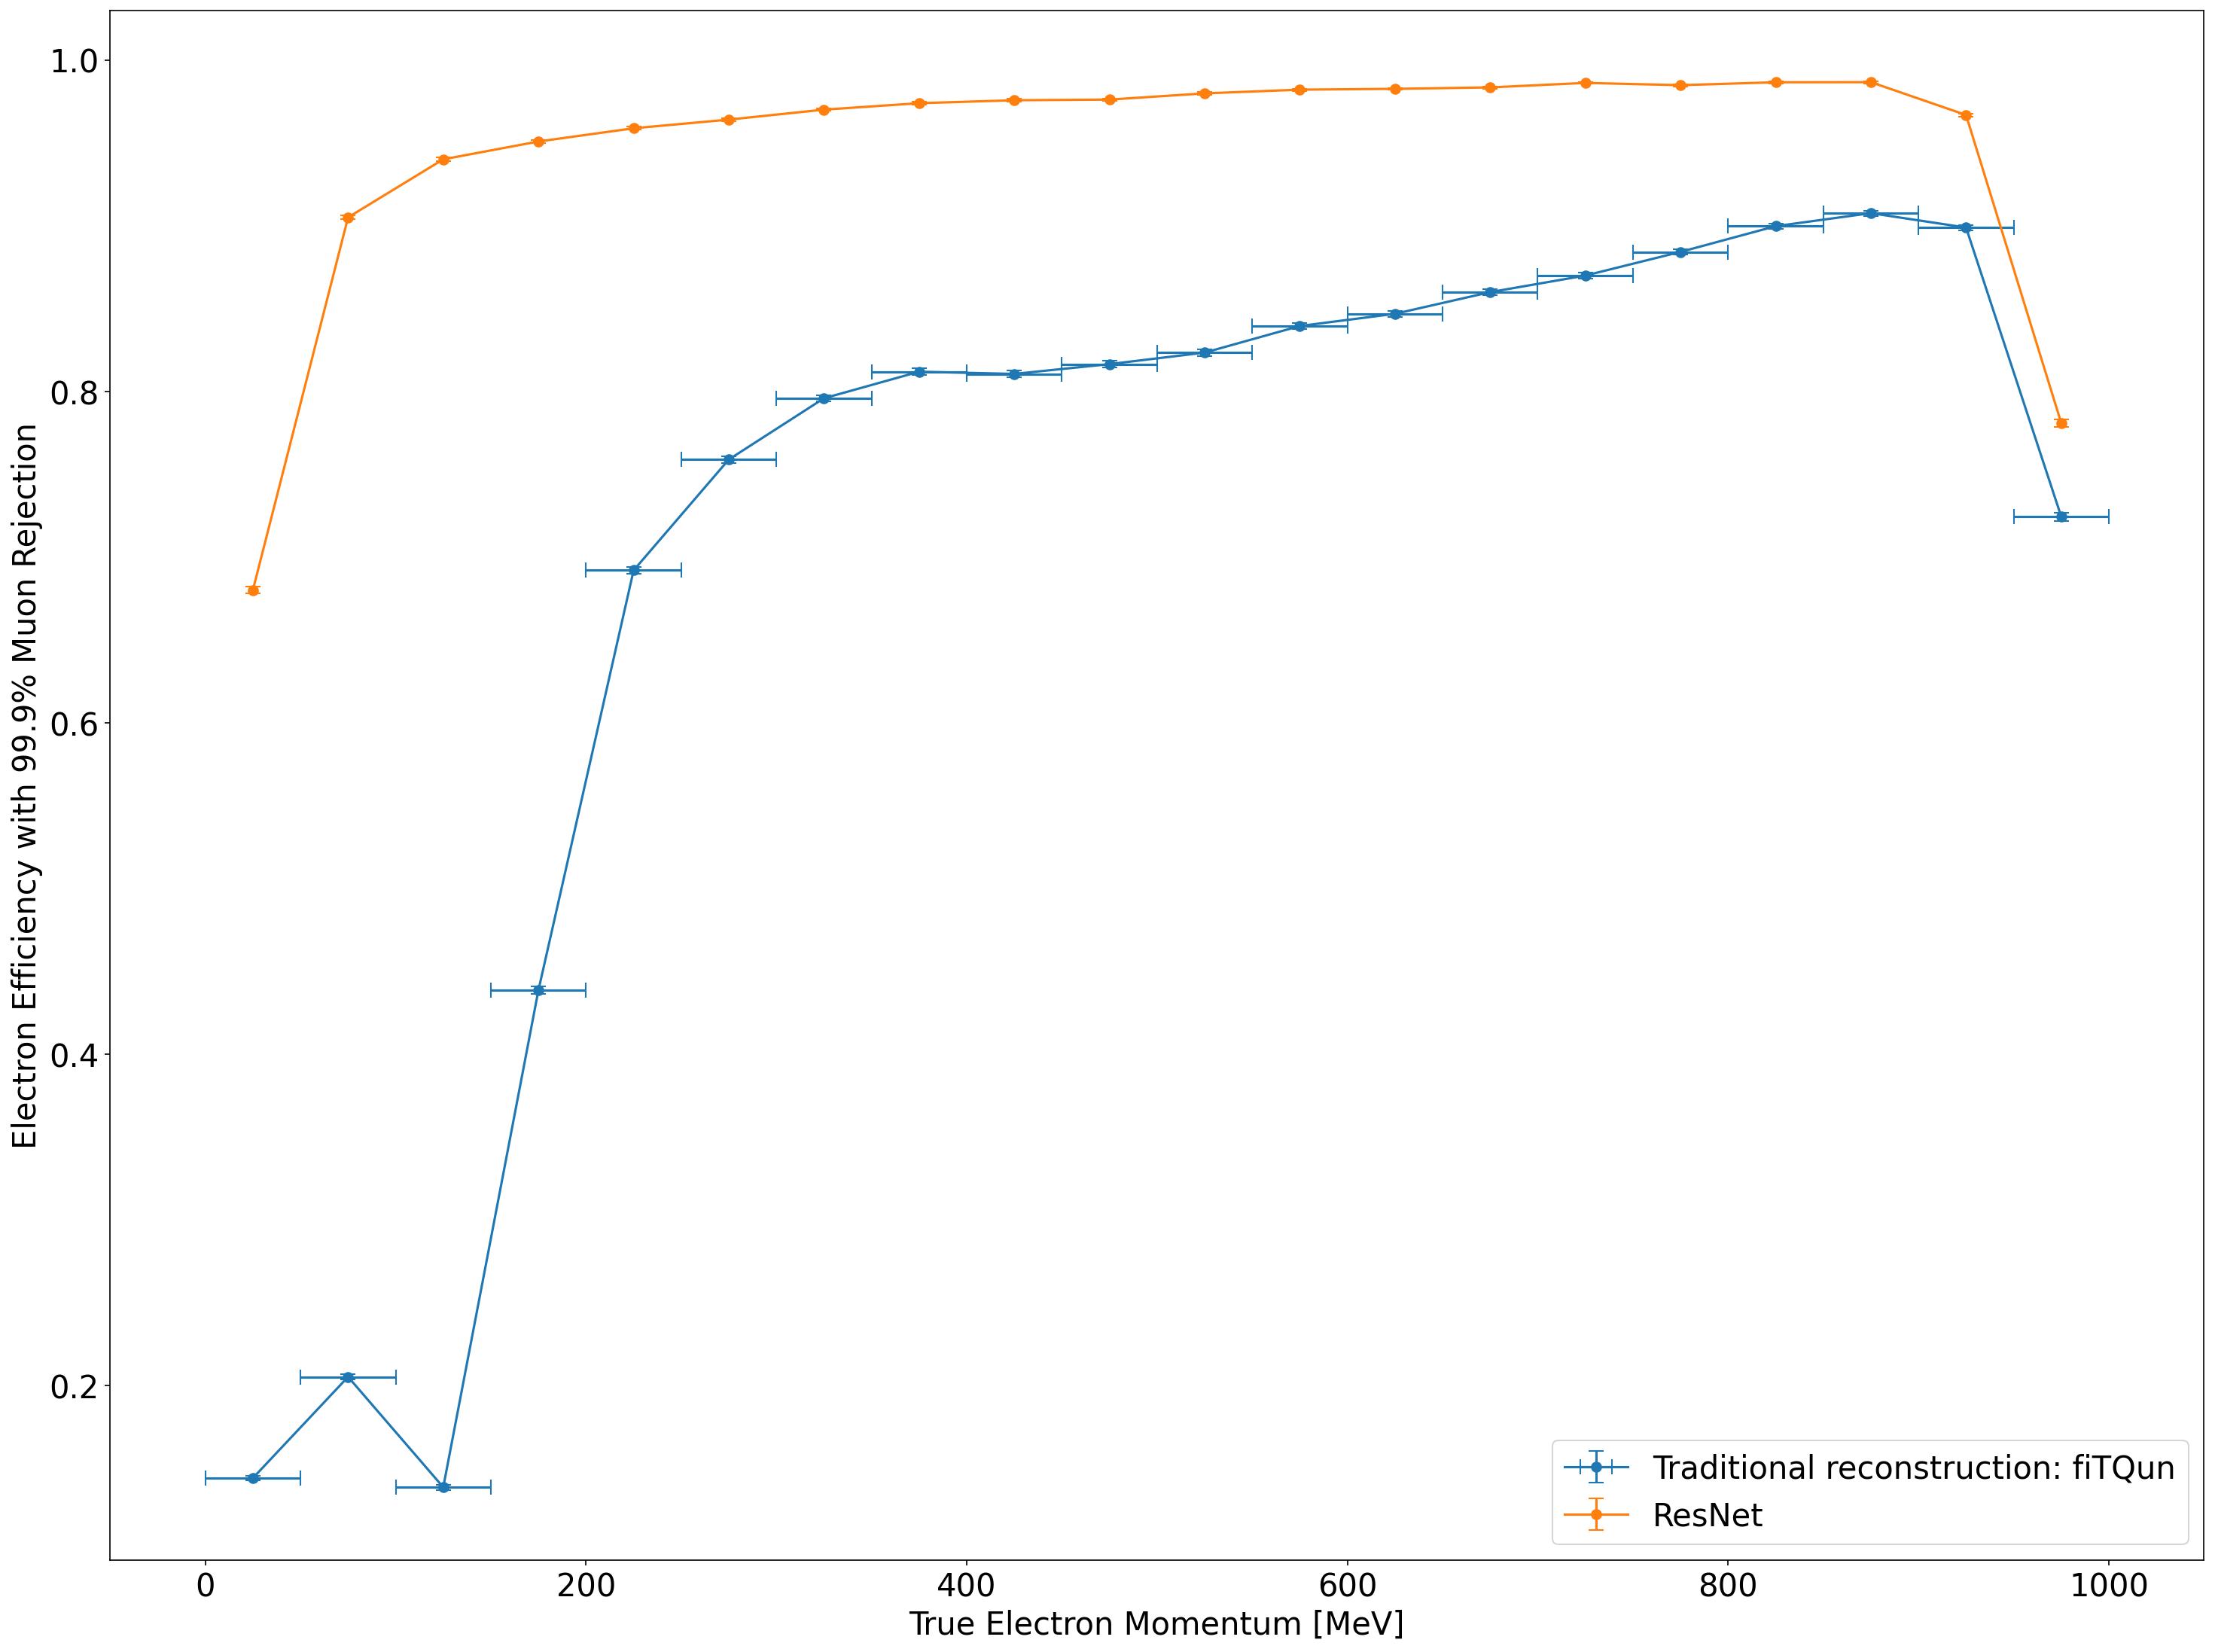 Electron Efficiency with 99.9% Muon Rejection
1.0
0.8
0.6
0.4
0.2
0
200
400
600
800
1000
True Electron Momentum [MeV]
Traditional reconstruction: fiTQun
ResNet